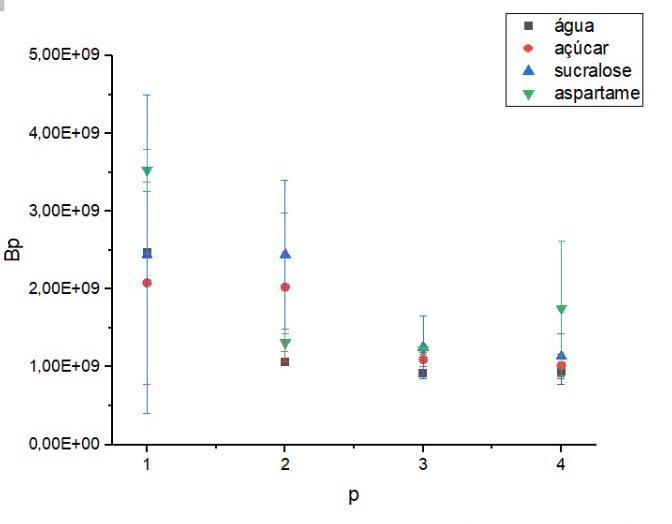 água
açúcar
sucralose
aspartame
5,00E+09
4,00E+09
3,00E+09
2,00E+09
1,00E+09
0,00E+00
Bp
1 2 3 4
p